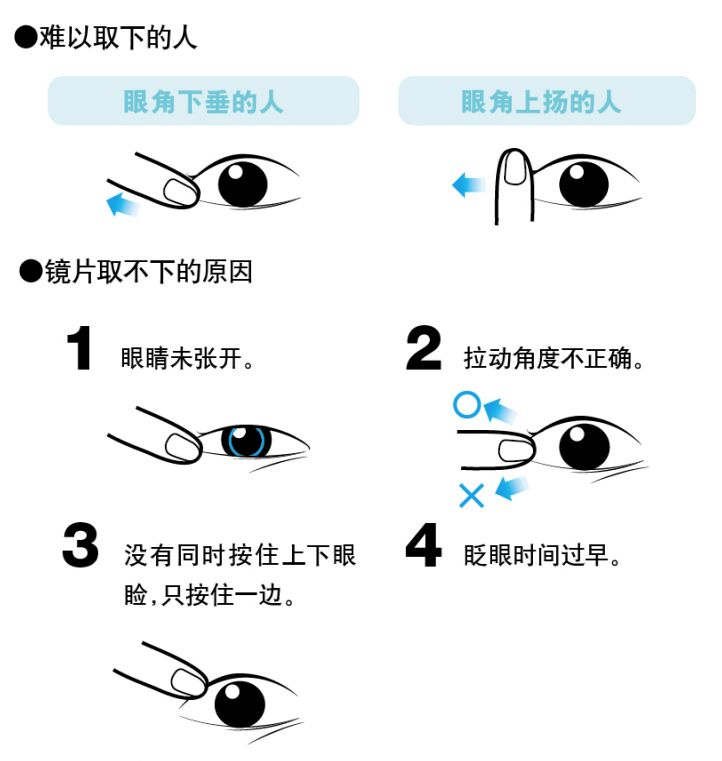 ●难以取下的人
眼角下垂的人
眼角上扬的人
●镜片取不下的原因
1 眼睛未张开。
2 拉动角度不正确。
3 没有同时按住上下眼
睑,只按住一边。
4 眨眼时间过早。